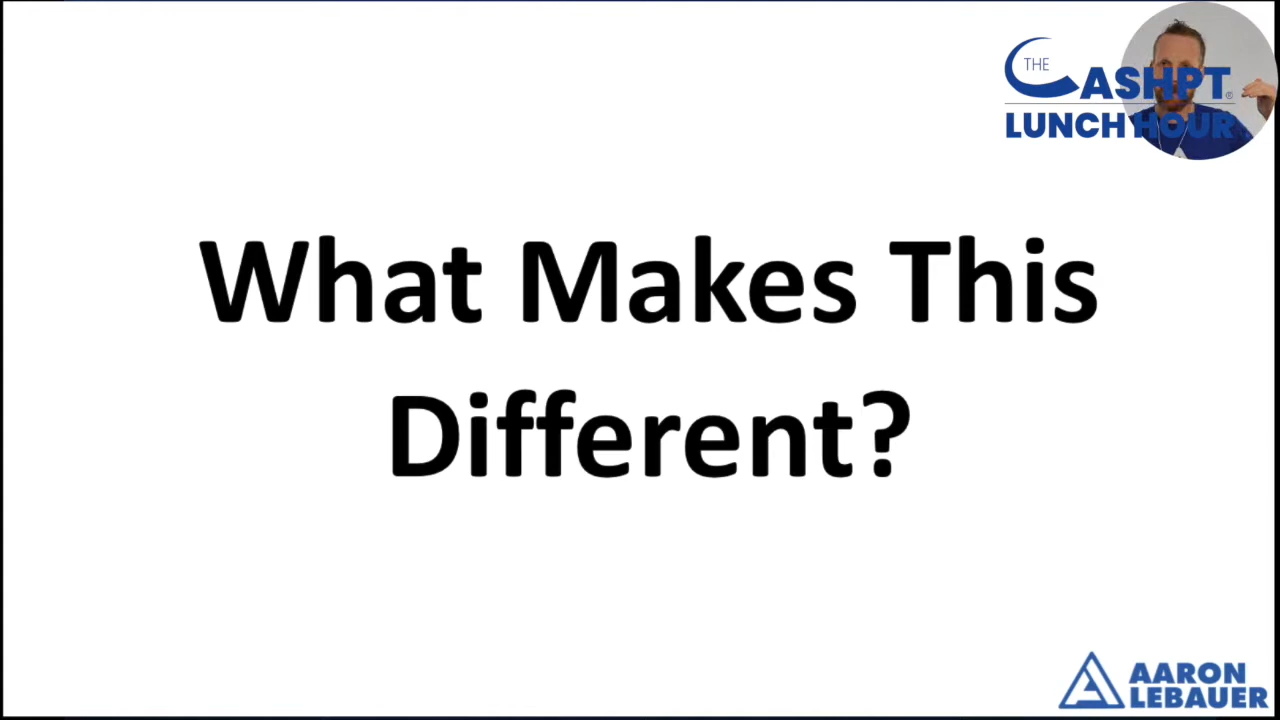 THE
CASHPT®
LUNCH HOUR
What Makes This
Different?
AARON
LEBAUER